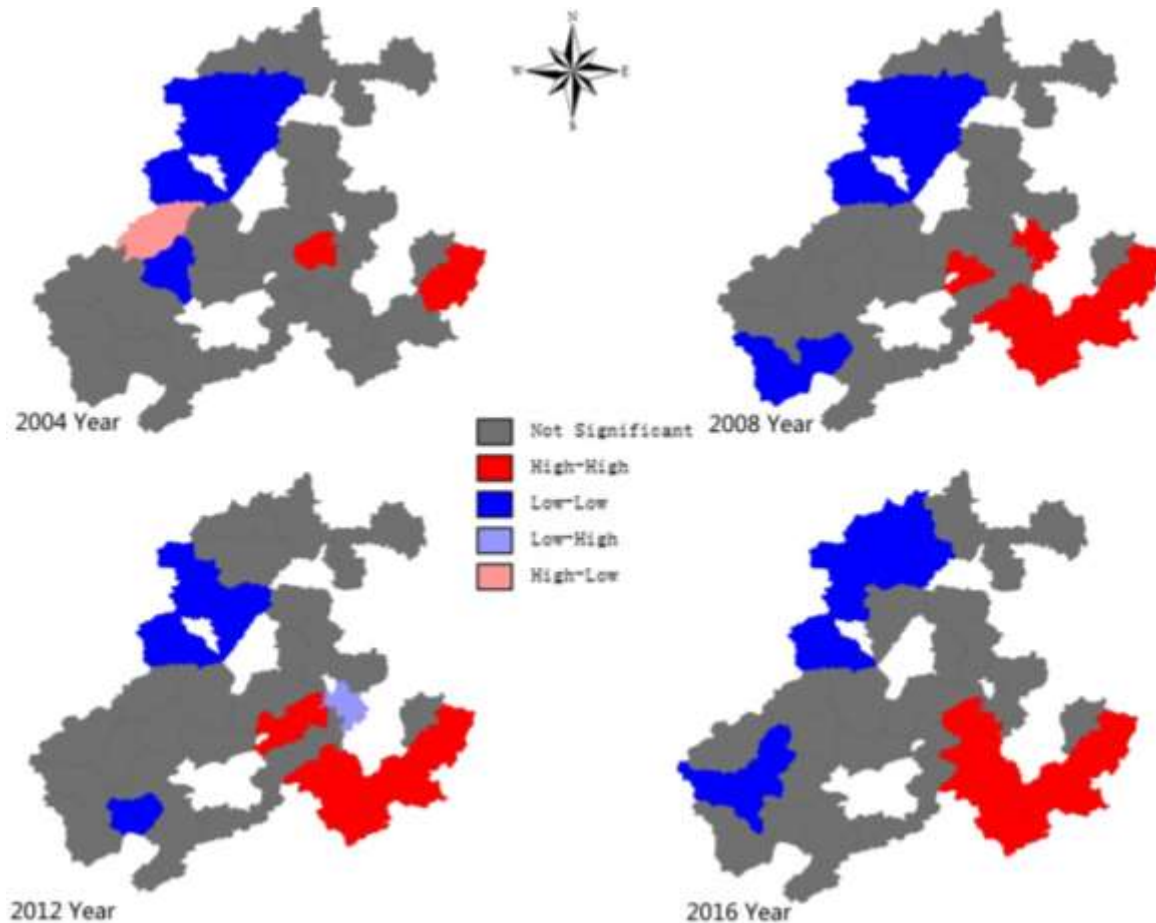 N
W E
S
2004 Year
2008 Year
Not Significant
High-High
Low-Low
Low-High
High-Low
2012 Year
2016 Year